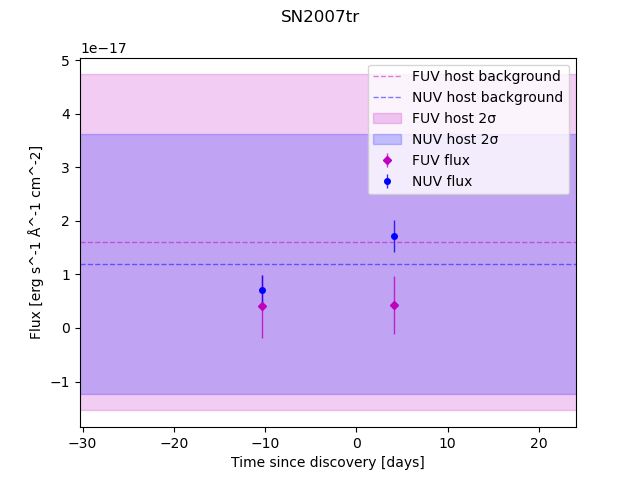 SN2007tr
1e−17
5
4
3
2
1
0
−1
Flux [erg s^-1 Å^-1 cm^-2]
FUV host background
NUV host background
FUV host 2σ
NUV host 2σ
FUV flux
NUV flux
−30 −20 −10 0 10 20
Time since discovery [days]